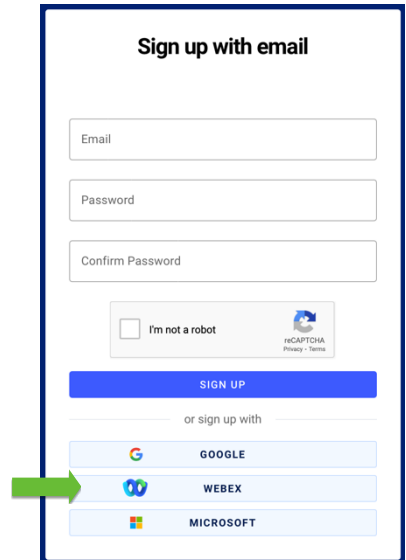 Sign up with email
Email
Password
Confirm Password
I'm not a robot
reCAPTCHA
Privacy - Terms
SIGN UP
or sign up with
GOOGLE
WEBEX
MICROSOFT